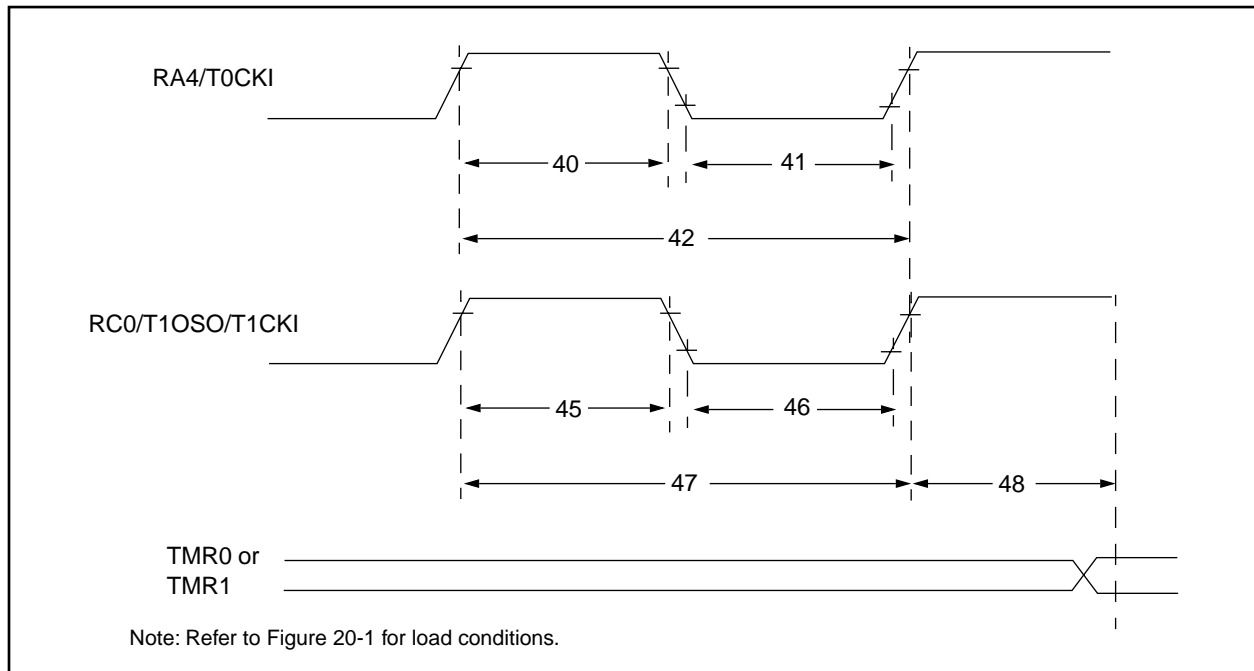 RA4/T0CKI
40
41
42
RC0/T1OSO/T1CKI
45
46
47
48
TMR0 or
TMR1
Note: Refer to Figure 20-1 for load conditions.